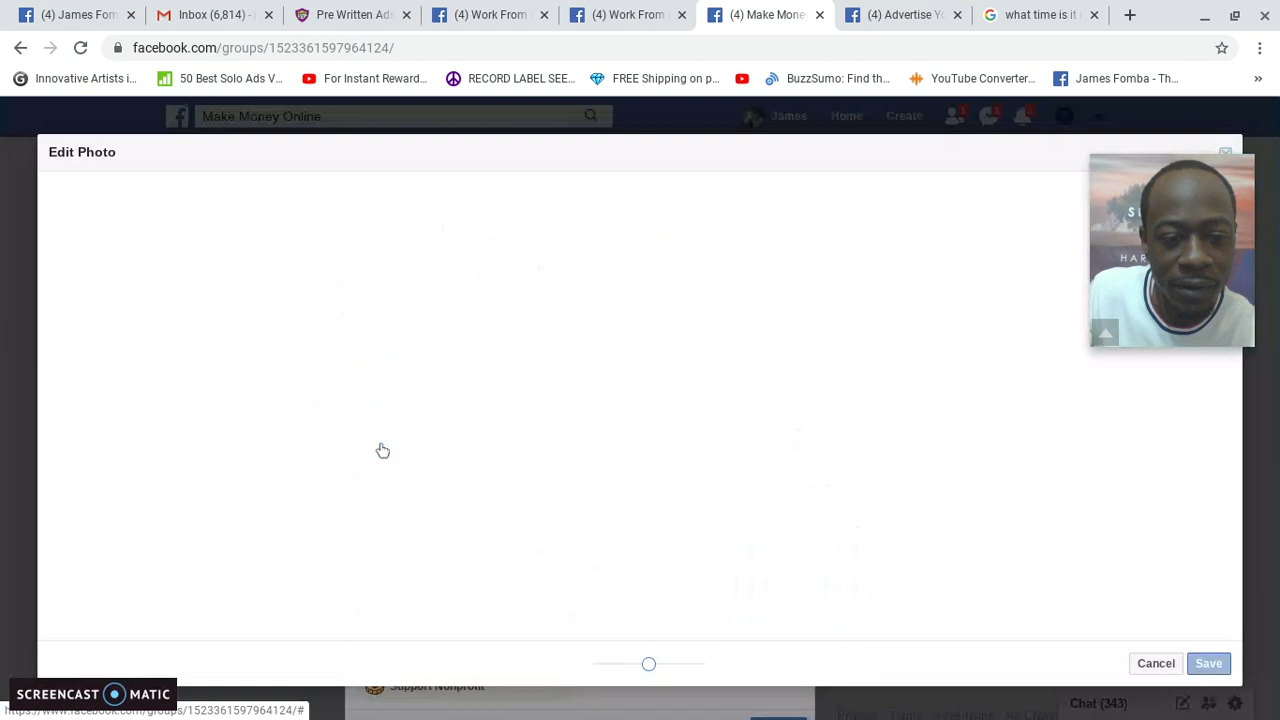 (4) James Fom
Inbox (6,814) - j
Pre Written Ads
(4) Work From
(4) Work From
(4) Make Mone
(4) Advertise Yo
what time is it
facebook.com/groups/1523361597964124/
Innovative Artists i...
50 Best Solo Ads V...
For Instant Reward...
RECORD LABEL SEE...
FREE Shipping on p...
BuzzSumo: Find th...
YouTube Converter...
James Fomba - Th...
»
Make Money Online
James
Home
Create
Edit Photo
HAR
Cancel
Save
Support Nonprofit
SCREENCAST MATIC
https://www.facebook.com/groups/1523361597964124/#
Chat (343)